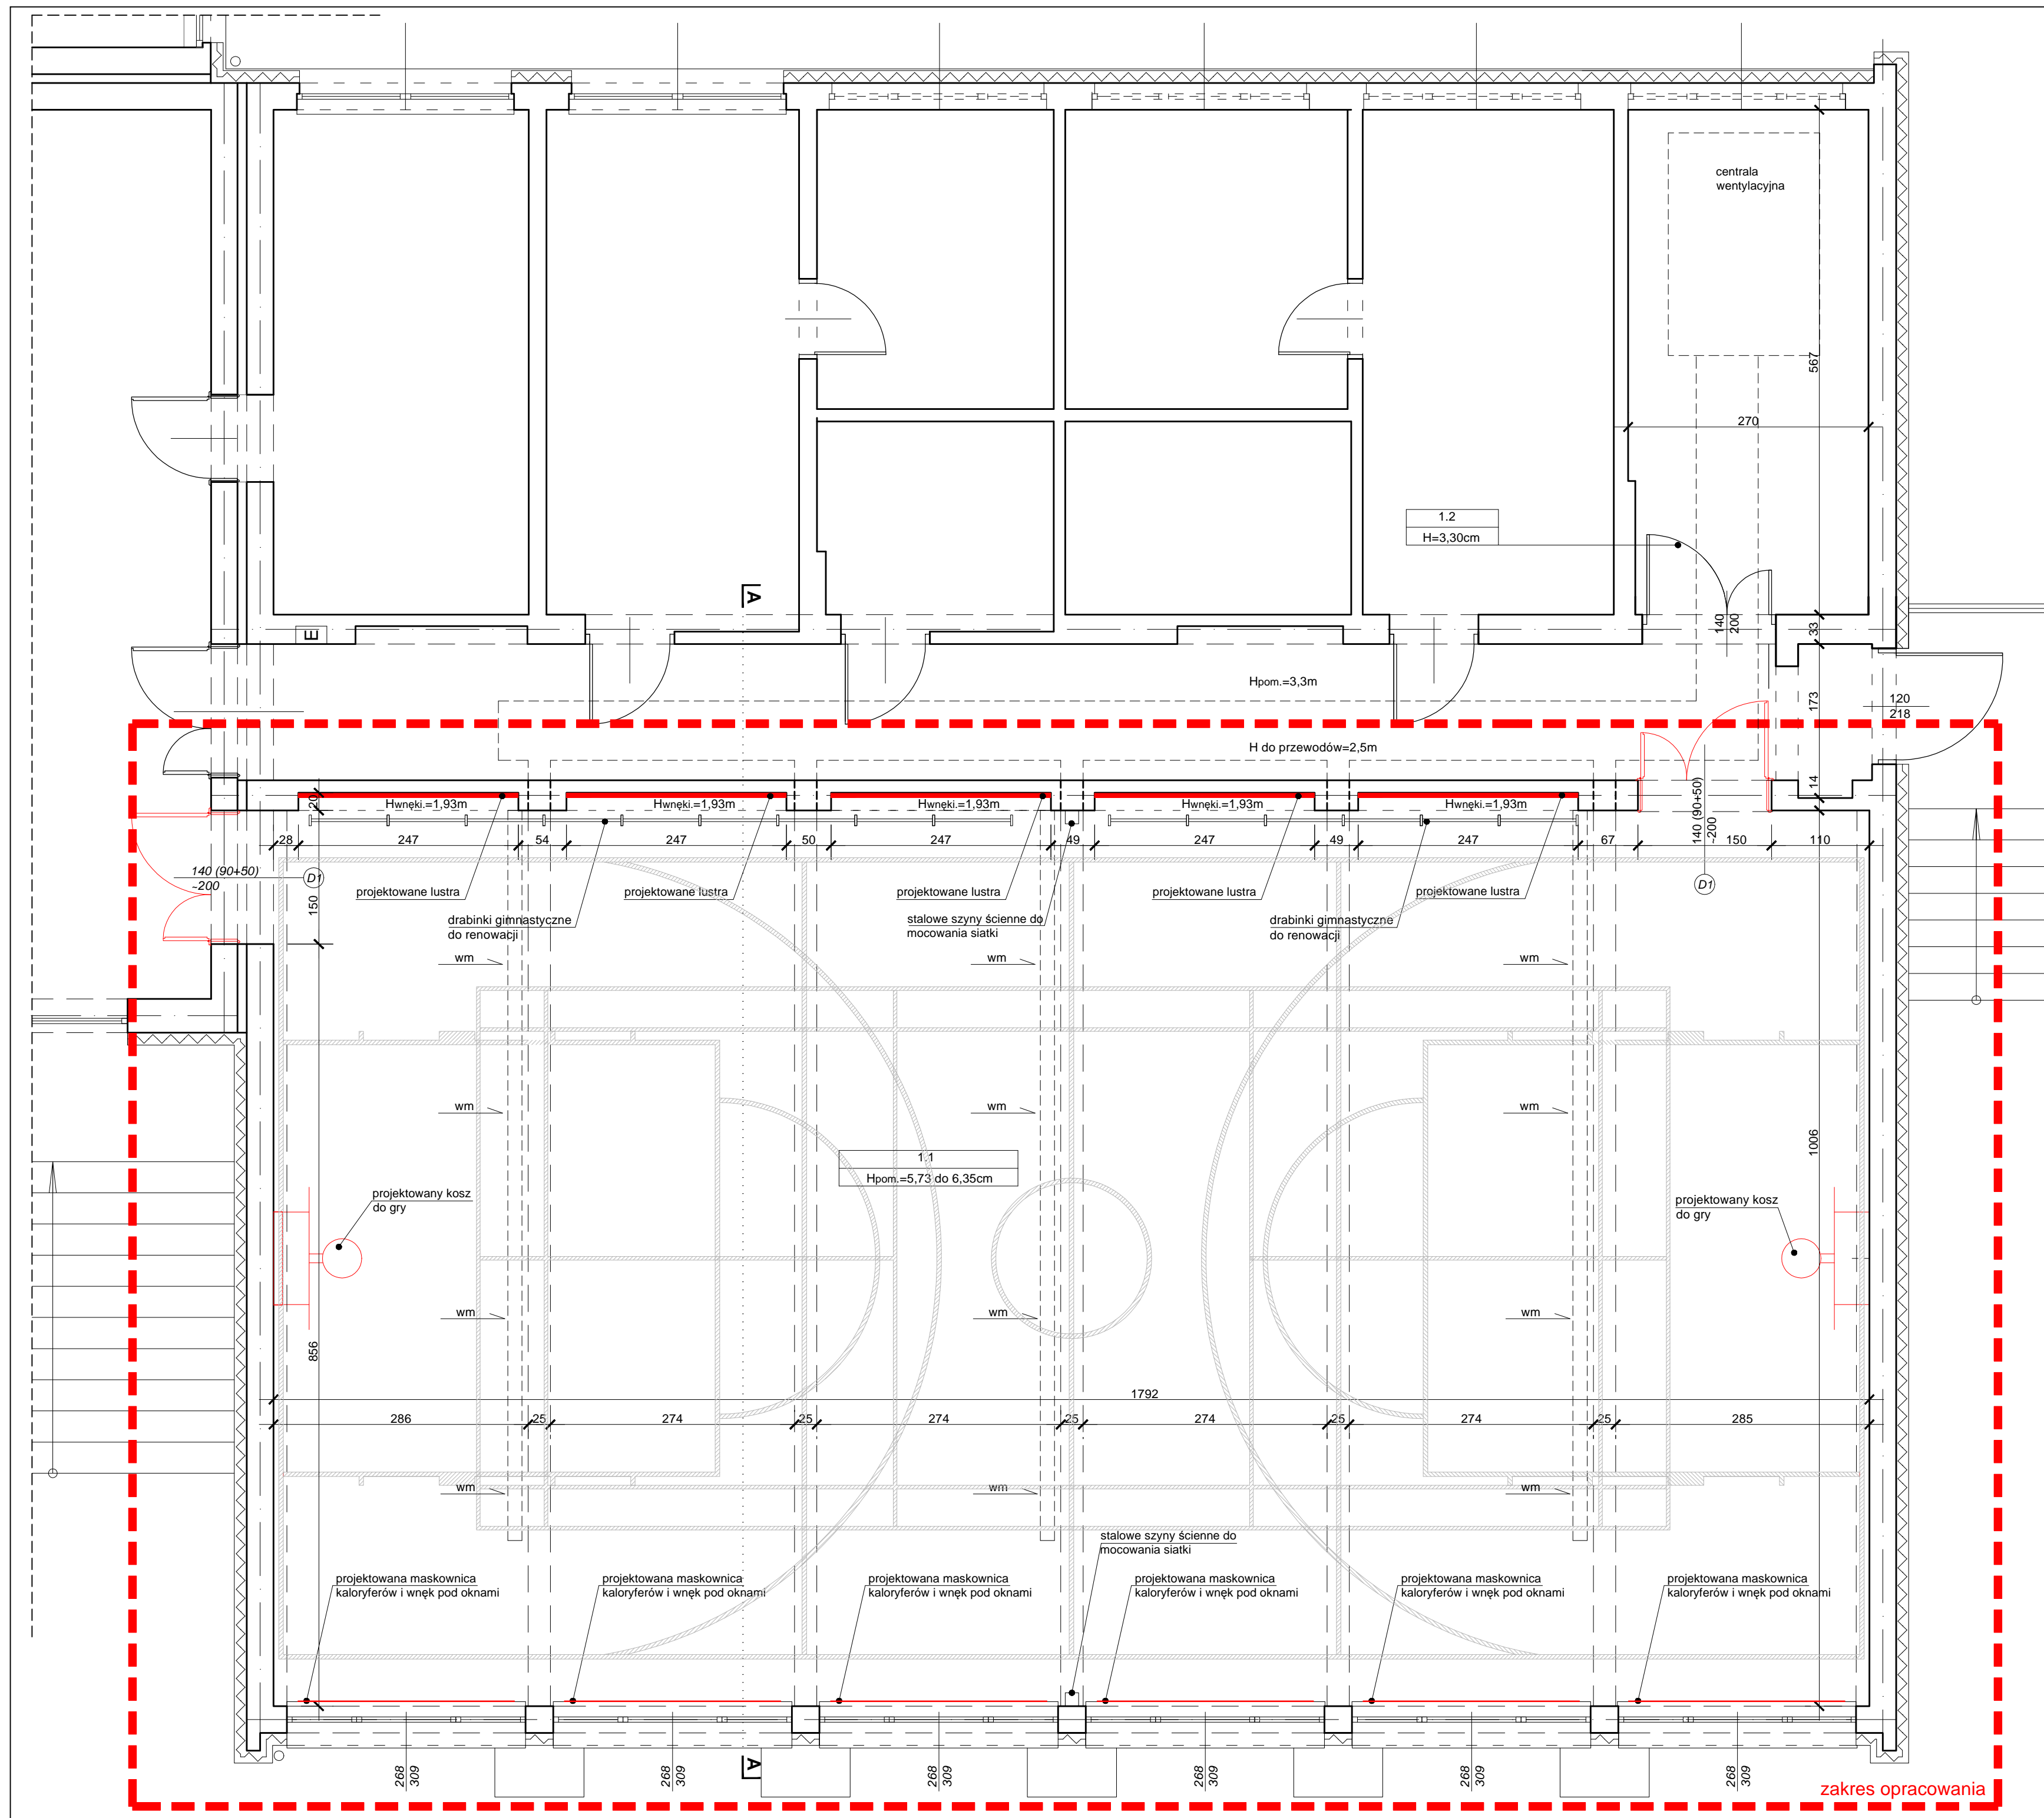 centrala
wentylacyjna
567
270
1.2
H=3,30cm
A
E
140
200
33
Hpom.=3,3m
173
120
218
H do przewodów=2,5m
14
20
Hwnęki.=1,93m
Hwnęki.=1,93m
Hwnęki.=1,93m
Hwnęki.=1,93m
Hwnęki.=1,93m
28
247
54
247
50
247
49
247
49
247
67
140 (90+50)
~200
150
110
140 (90+50)
~200
D1
D1
150
projektowane lustra
projektowane lustra
projektowane lustra
projektowane lustra
projektowane lustra
drabinki gimnastyczne
do renowacji
stalowe szyny ścienne do
mocowania siatki
drabinki gimnastyczne
do renowacji
wm
wm
wm
wm
wm
wm
1.1
Hpom.=5,73 do 6,35cm
1006
projektowany kosz
do gry
projektowany kosz
do gry
wm
wm
wm
856
1792
286
25
274
25
274
25
274
25
274
25
285
wm
wm
wm
stalowe szyny ścienne do
mocowania siatki
projektowana maskownica
kaloryferów i wnęk pod oknami
projektowana maskownica
kaloryferów i wnęk pod oknami
projektowana maskownica
kaloryferów i wnęk pod oknami
projektowana maskownica
kaloryferów i wnęk pod oknami
projektowana maskownica
kaloryferów i wnęk pod oknami
projektowana maskownica
kaloryferów i wnęk pod oknami
A
268
309
268
309
268
309
268
309
268
309
268
309
zakres opracowania